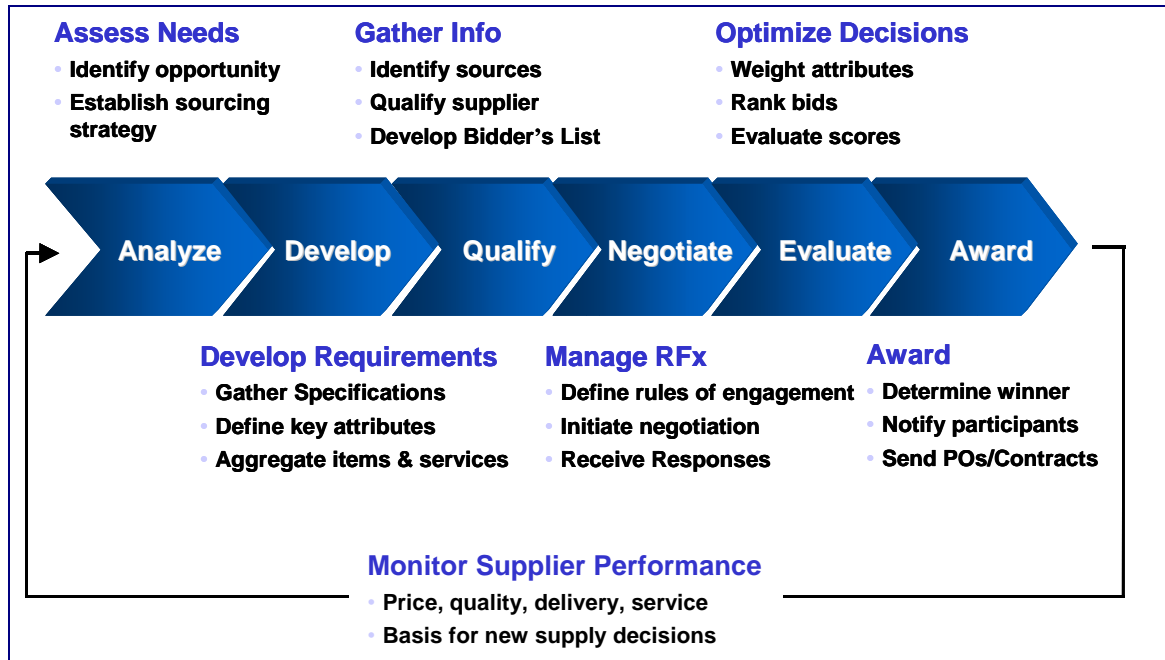 Assess Needs
Identify opportunity
Establish sourcing
strategy
Gather Info
Identify sources
Qualify supplier
Develop Bidder's List
Optimize Decisions
Weight attributes
Rank bids
Evaluate scores
Analyze
Develop
Qualify
Negotiate
Evaluate
Award
Develop Requirements
Gather Specifications
Define key attributes
Aggregate items & services
Manage RFx
Define rules of engagement
Initiate negotiation
Receive Responses
Award
Determine winner
Notify participants
Send POs/Contracts
Monitor Supplier Performance
Price, quality, delivery, service
Basis for new supply decisions